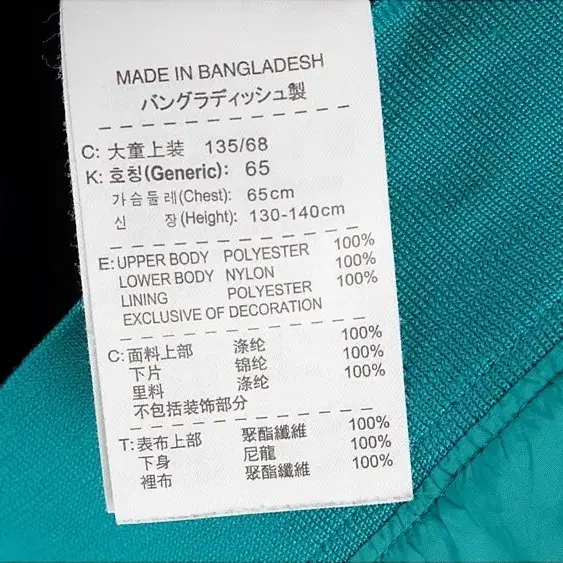 MADE IN BANGLADESH
バングラディッシュ製
C: 大童上装 135/68
K: 호칭(Generic): 65
가슴둘레(Chest): 65cm
신 장(Height): 130-140cm
E: UPPER BODY POLYESTER 100%
LOWER BODY NYLON 100%
LINING POLYESTER 100%
EXCLUSIVE OF DECORATION
C: 面料上部 涤纶 100%
下片 锦纶 100%
里料 涤纶 100%
不包括装饰部分
T: 表布上部 聚酯纖維 100%
下身 尼龍 100%
裡布 聚酯纖維 100%